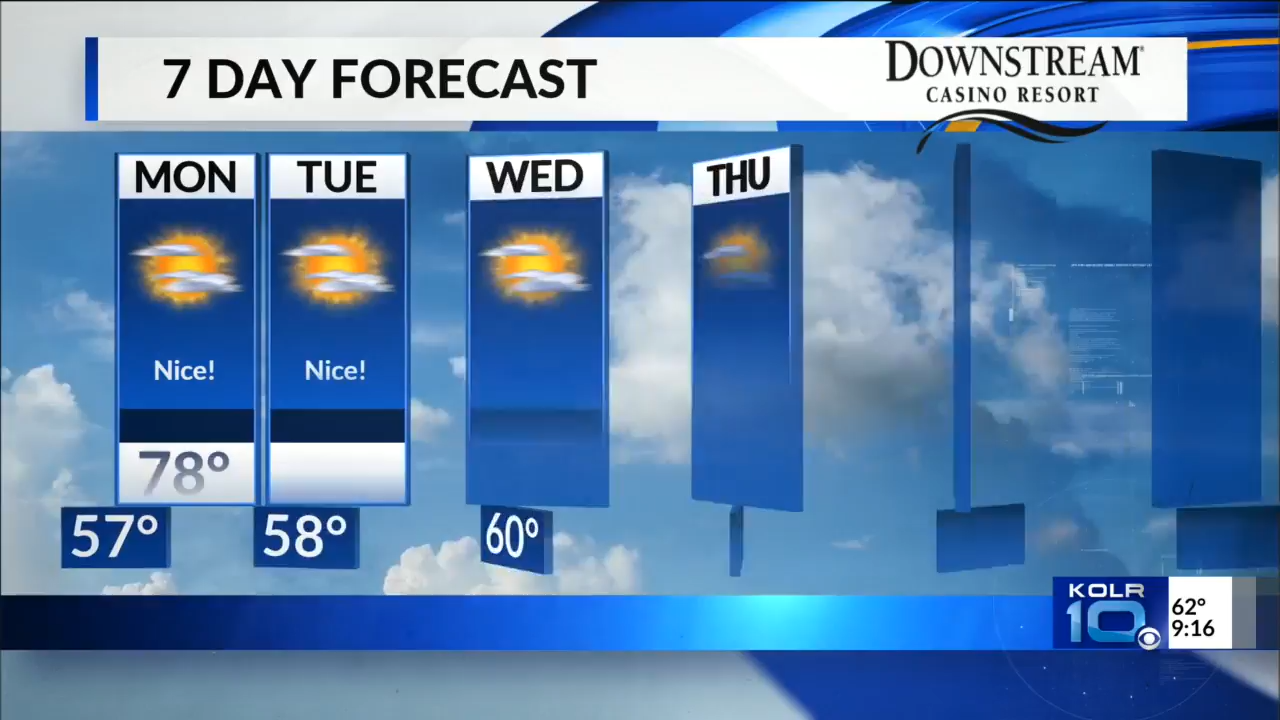 7 DAY FORECAST
DOWNSTREAM
CASINO RESORT
MON TUE WED THU
Nice! Nice!
78°
57° 58° 60°
KOLR
10
62°
9:16